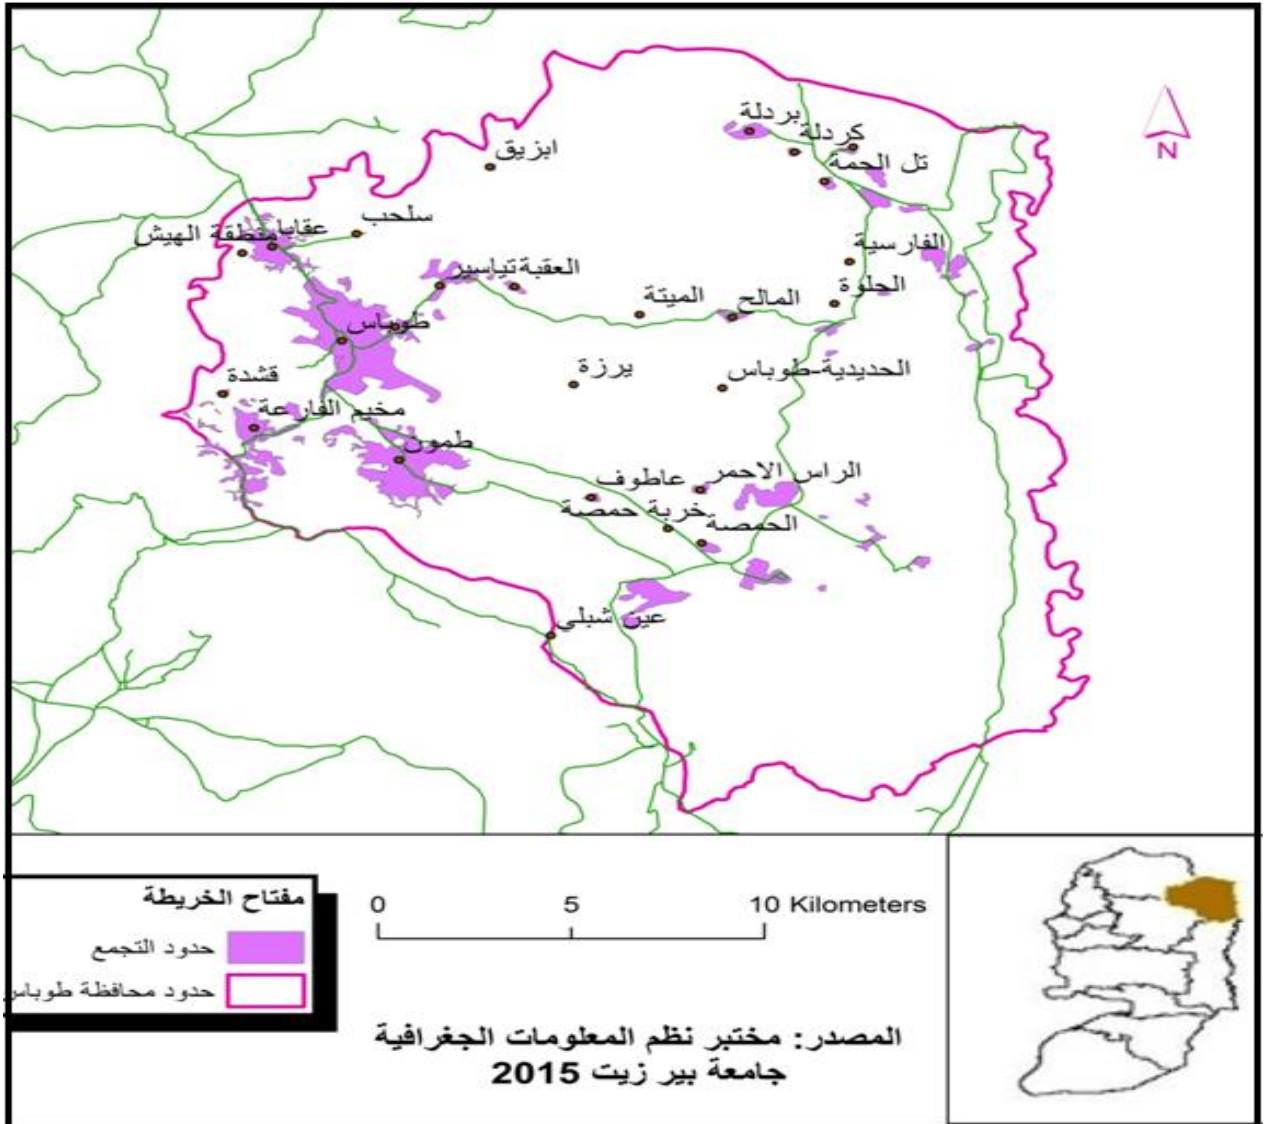 بردلة
كردلة
ابزيق
تل الحمة
سلحب
عقابا
منطقة الهيش
الفارسية
العقبة
تياسير
الحلوة
الميتة
المالح
طوباس
يرزة
الحديدية-طوباس
قشدة
مخيم الفارعة
طمون
الراس الاحمر
عاطوف
خربة حمصة
الحمصة
عين شبلي
N
مفتاح الخريطة
حدود التجمع
حدود محافظة طوباس
0 5 10 Kilometers
المصدر: مختبر نظم المعلومات الجغرافية
جامعة بير زيت 2015